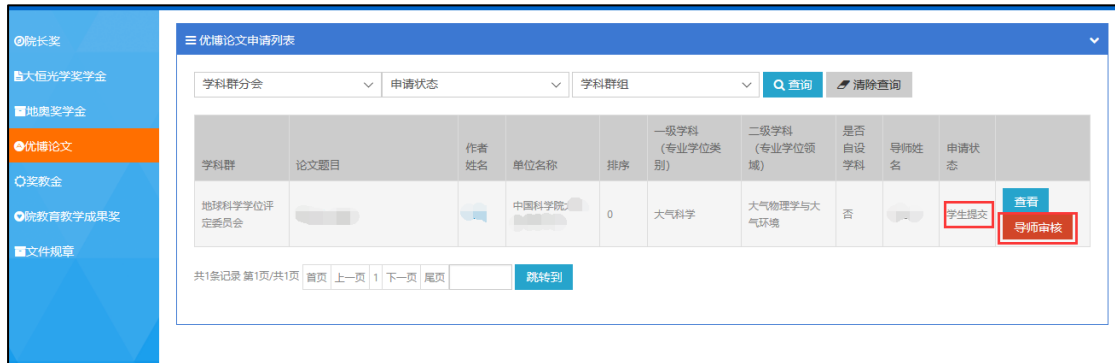 院长奖
大恒光学奖学金
地奥奖学金
优博论文
奖教金
院教育教学成果奖
文件规章
优博论文申请列表
学科群分会 申请状态 学科群组 查询 清除查询
学科群
论文题目
作者
姓名
单位名称
排序
一级学科
（专业学位类
别）
二级学科
（专业学位领
域）
是否
自设
学科
导师姓
名
申请状
态
地球科学学位评
定委员会
中国科学院
0
大气科学
大气物理学与大
气环境
否
学生提交
查看
导师审核
共1条记录 第1页/共1页 首页 上一页 1 下一页 尾页 跳转到